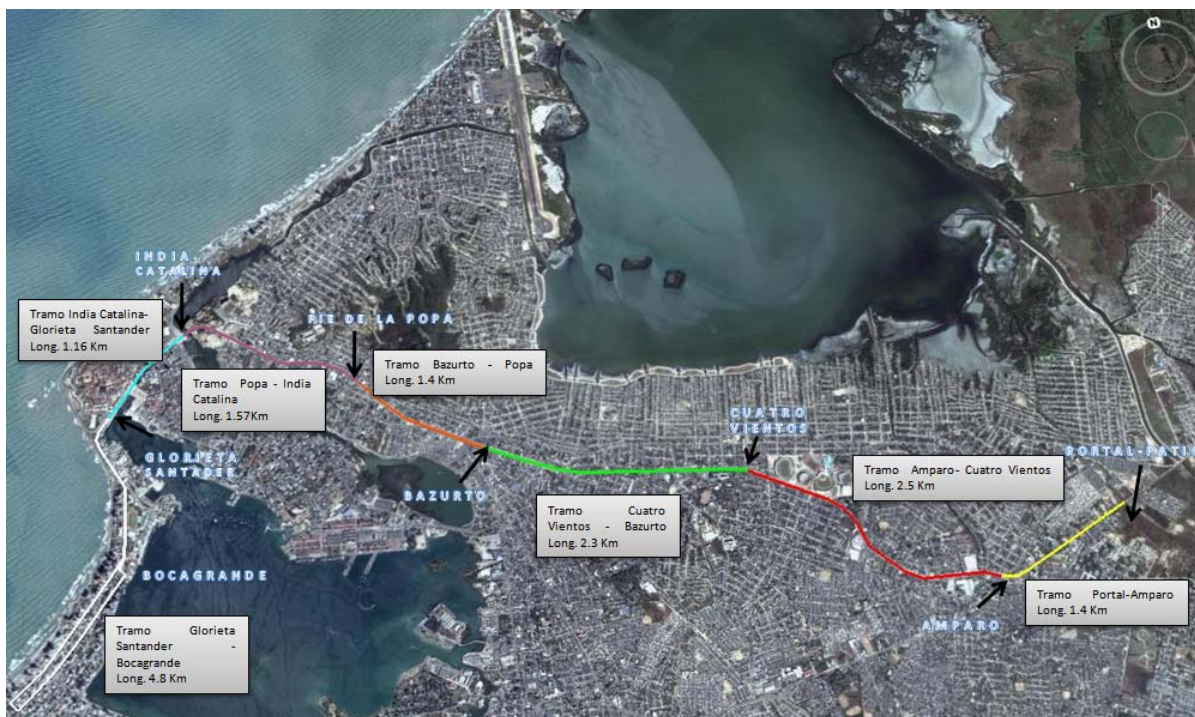 N
INDIA
CATALINA
Tramo India Catalina-
Glorieta Santander
Long. 1.16 Km
PIE DE LA POPA
Tramo Bazurto - Popa
Long. 1.4 Km
Tramo Popa - India
Catalina
Long. 1.57Km
GLORIETA
SANTADER
CUATRO
VIENTOS
PORTAL-PATIO
Tramo Amparo- Cuatro Vientos
Long. 2.5 Km
BAZURTO
Tramo Cuatro
Vientos - Bazurto
Long. 2.3 Km
BOCAGRANDE
Tramo Portal-Amparo
Long. 1.4 Km
AMPARO
Tramo Glorieta
Santander -
Bocagrande
Long. 4.8 Km